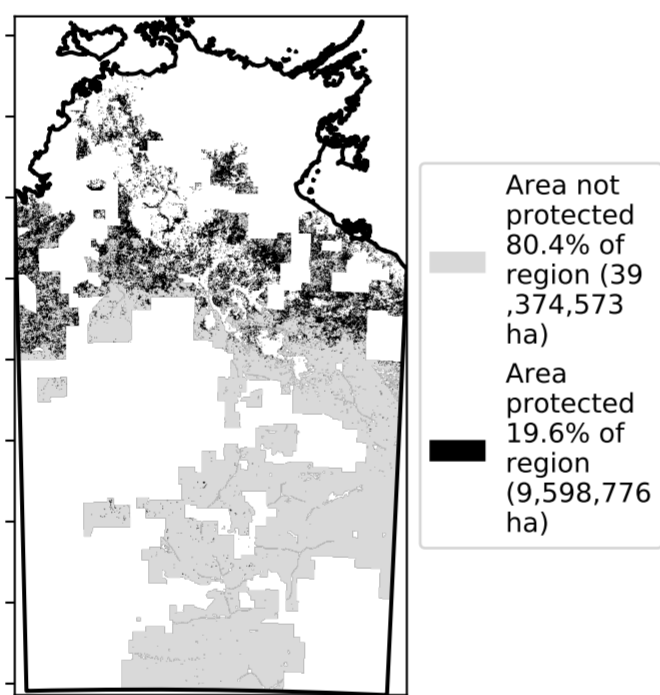 Area not
protected
80.4% of
region (39
,374,573
ha)
Area
protected
19.6% of
region
(9,598,776
ha)